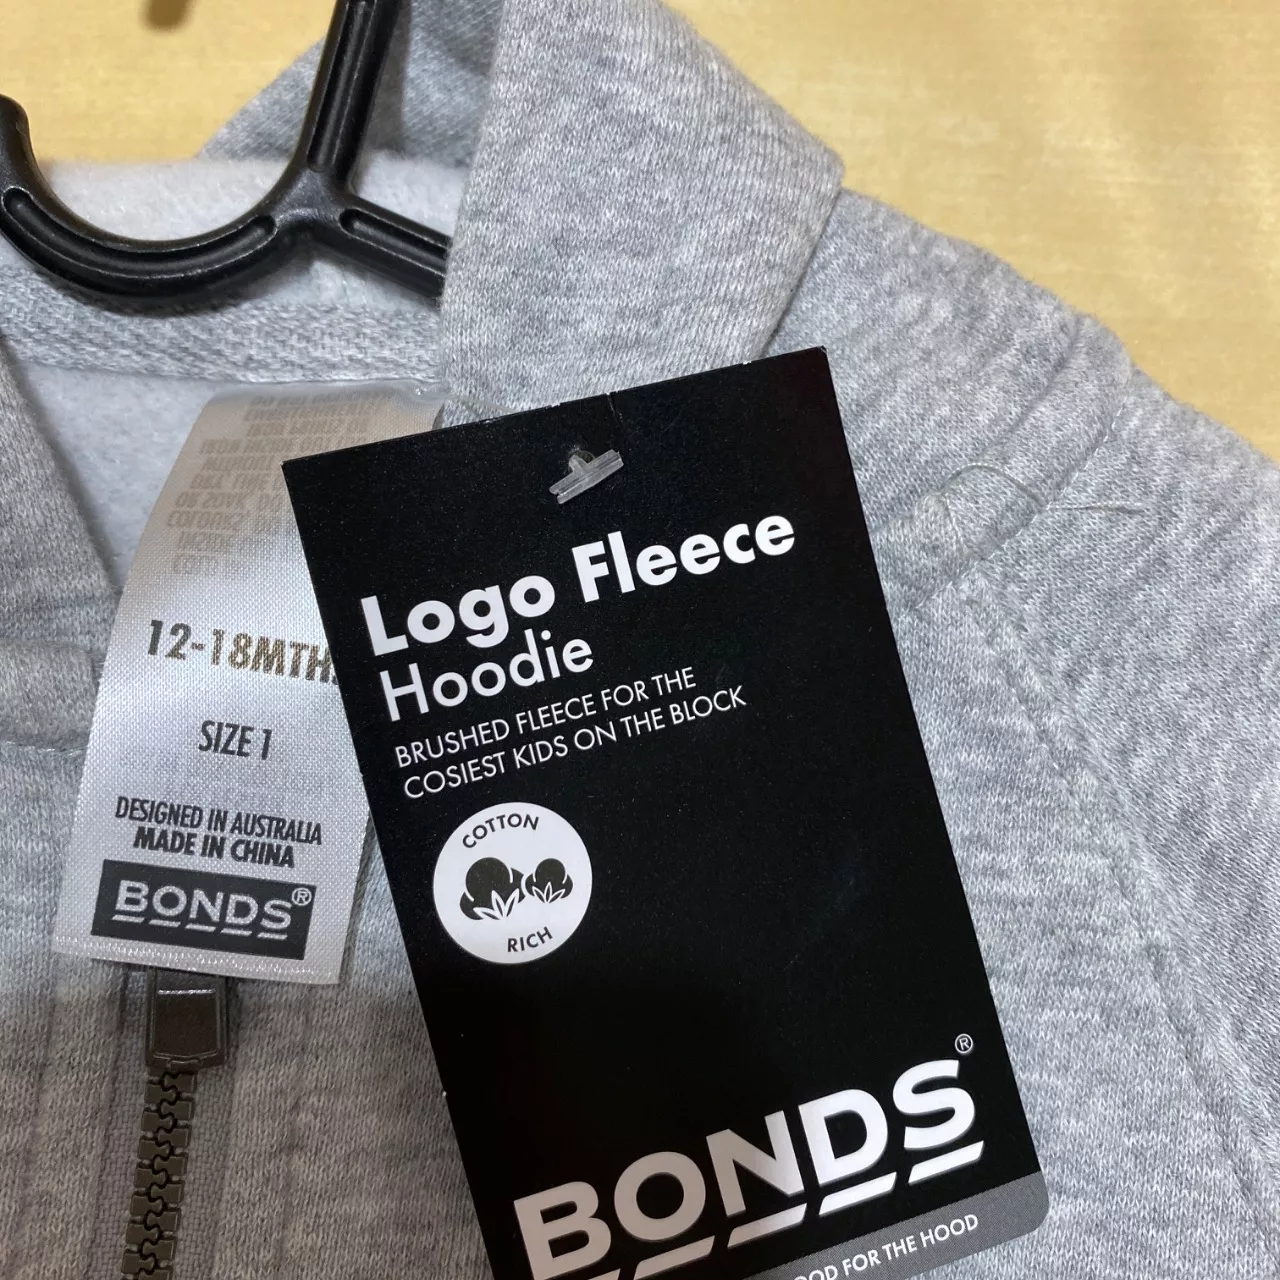 12-18MTH
SIZE 1
DESIGNED IN AUSTRALIA
MADE IN CHINA
BONDS®
Logo Fleece
Hoodie
BRUSHED FLEECE FOR THE
COSIEST KIDS ON THE BLOCK
COTTON
RICH
BONDS®
FOR THE HOOD